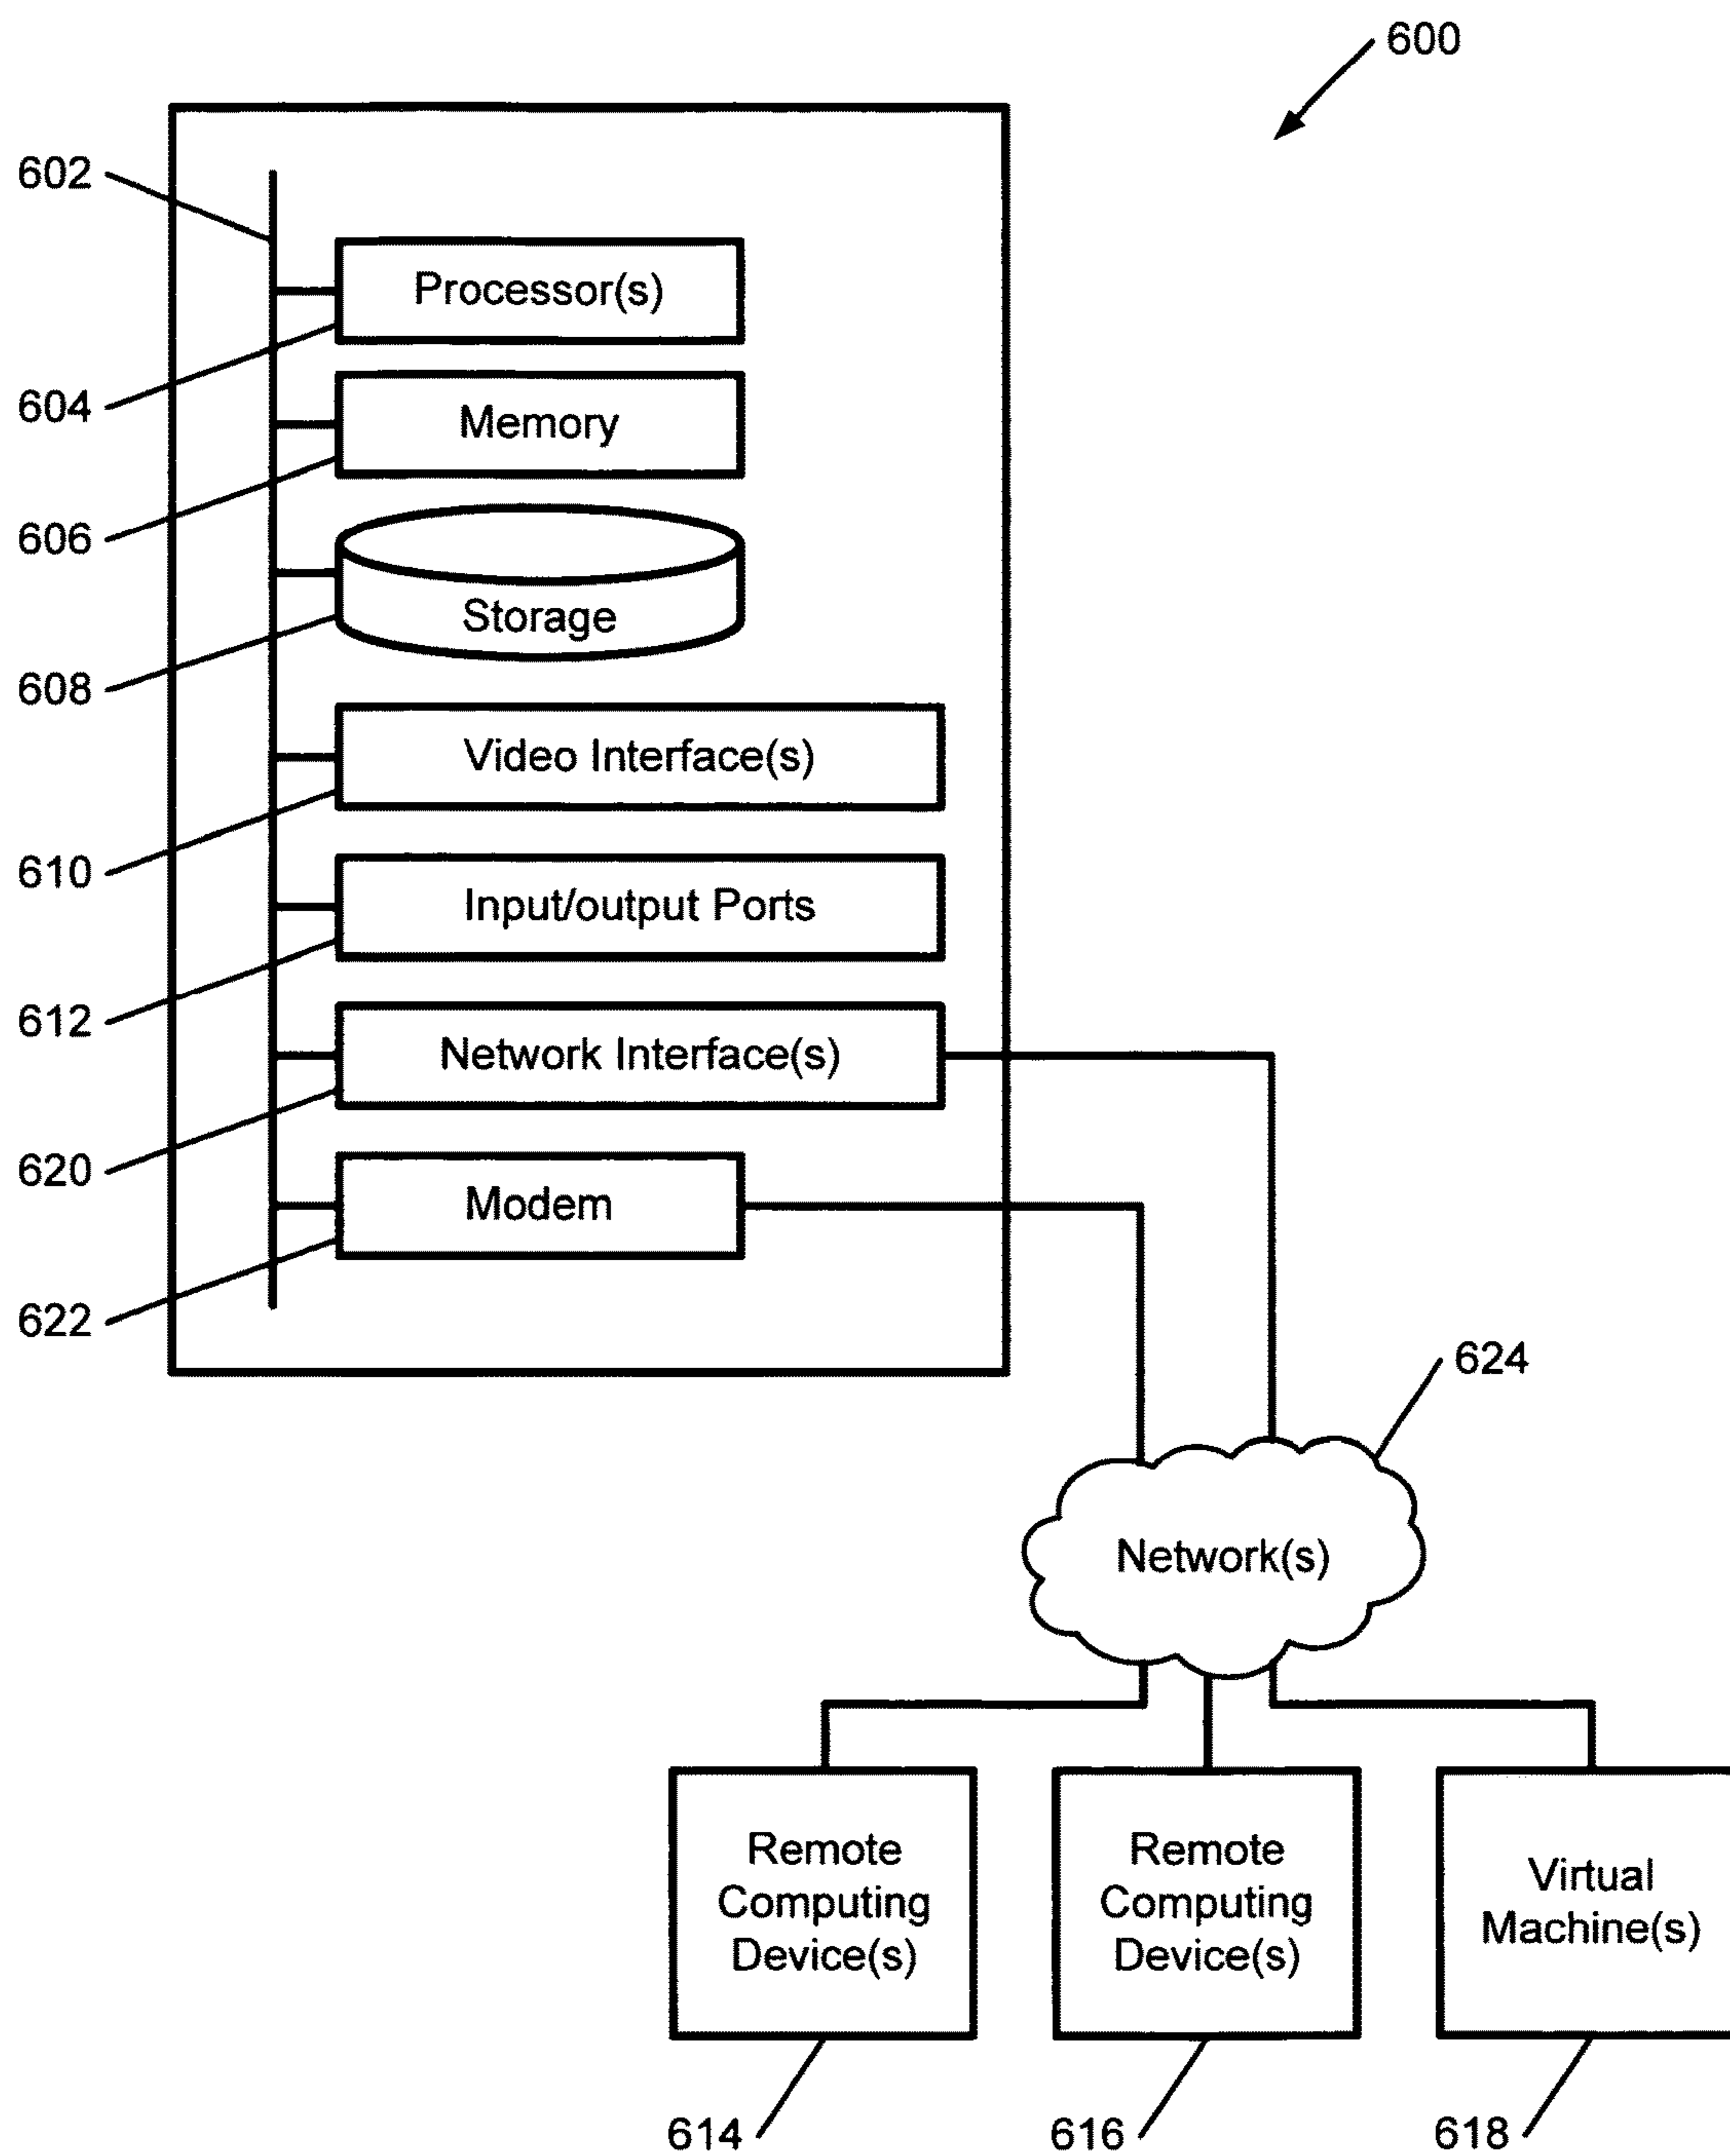 600
602
Processor(s)
604
Memory
606
Storage
608
Video Interface(s)
610
Input/output Ports
612
Network Interface(s)
620
Modem
622
624
Network(s)
Remote
Computing
Device(s)
Remote
Computing
Device(s)
Virtual
Machine(s)
614
616
618